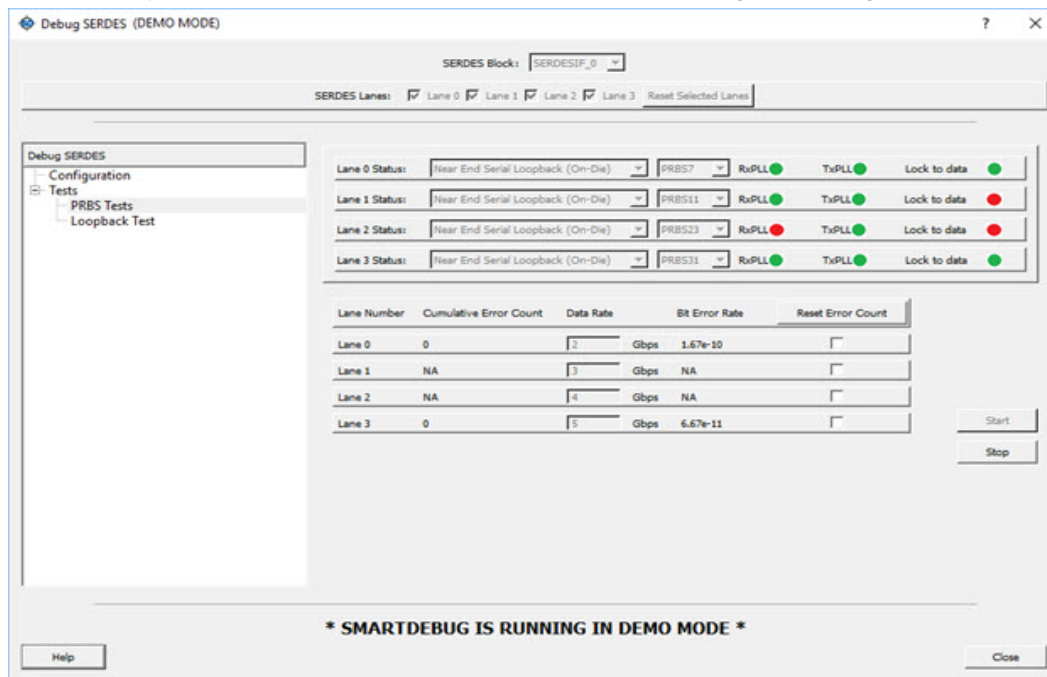 Debug SERDES (DEMO MODE) ? ×
SERDES Block: SERDESIF_0
SERDES Lanes: Lane 0 Lane 1 Lane 2 Lane 3 Reset Selected Lanes
Debug SERDES
Configuration
Tests
PRBS Tests
Loopback Test
Lane 0 Status: Near End Serial Loopback (On-Die) PRBS7 RxPLL TxPLL Lock to data
Lane 1 Status: Near End Serial Loopback (On-Die) PRBS11 RxPLL TxPLL Lock to data
Lane 2 Status: Near End Serial Loopback (On-Die) PRBS23 RxPLL TxPLL Lock to data
Lane 3 Status: Near End Serial Loopback (On-Die) PRBS31 RxPLL TxPLL Lock to data
Lane Number Cumulative Error Count Data Rate Bit Error Rate Reset Error Count
Lane 0 0 2 Gbps 1.67e-10
Lane 1 NA 3 Gbps NA
Lane 2 NA 4 Gbps NA
Lane 3 0 5 Gbps 6.67e-11
Start
Stop
* SMARTDEBUG IS RUNNING IN DEMO MODE *
Help Close